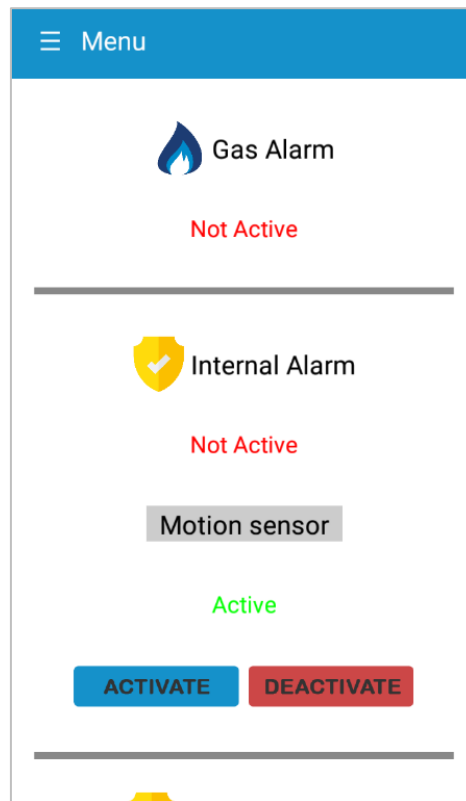 ☰ Menu
Gas Alarm
Not Active
Internal Alarm
Not Active
Motion sensor
Active
ACTIVATE DEACTIVATE